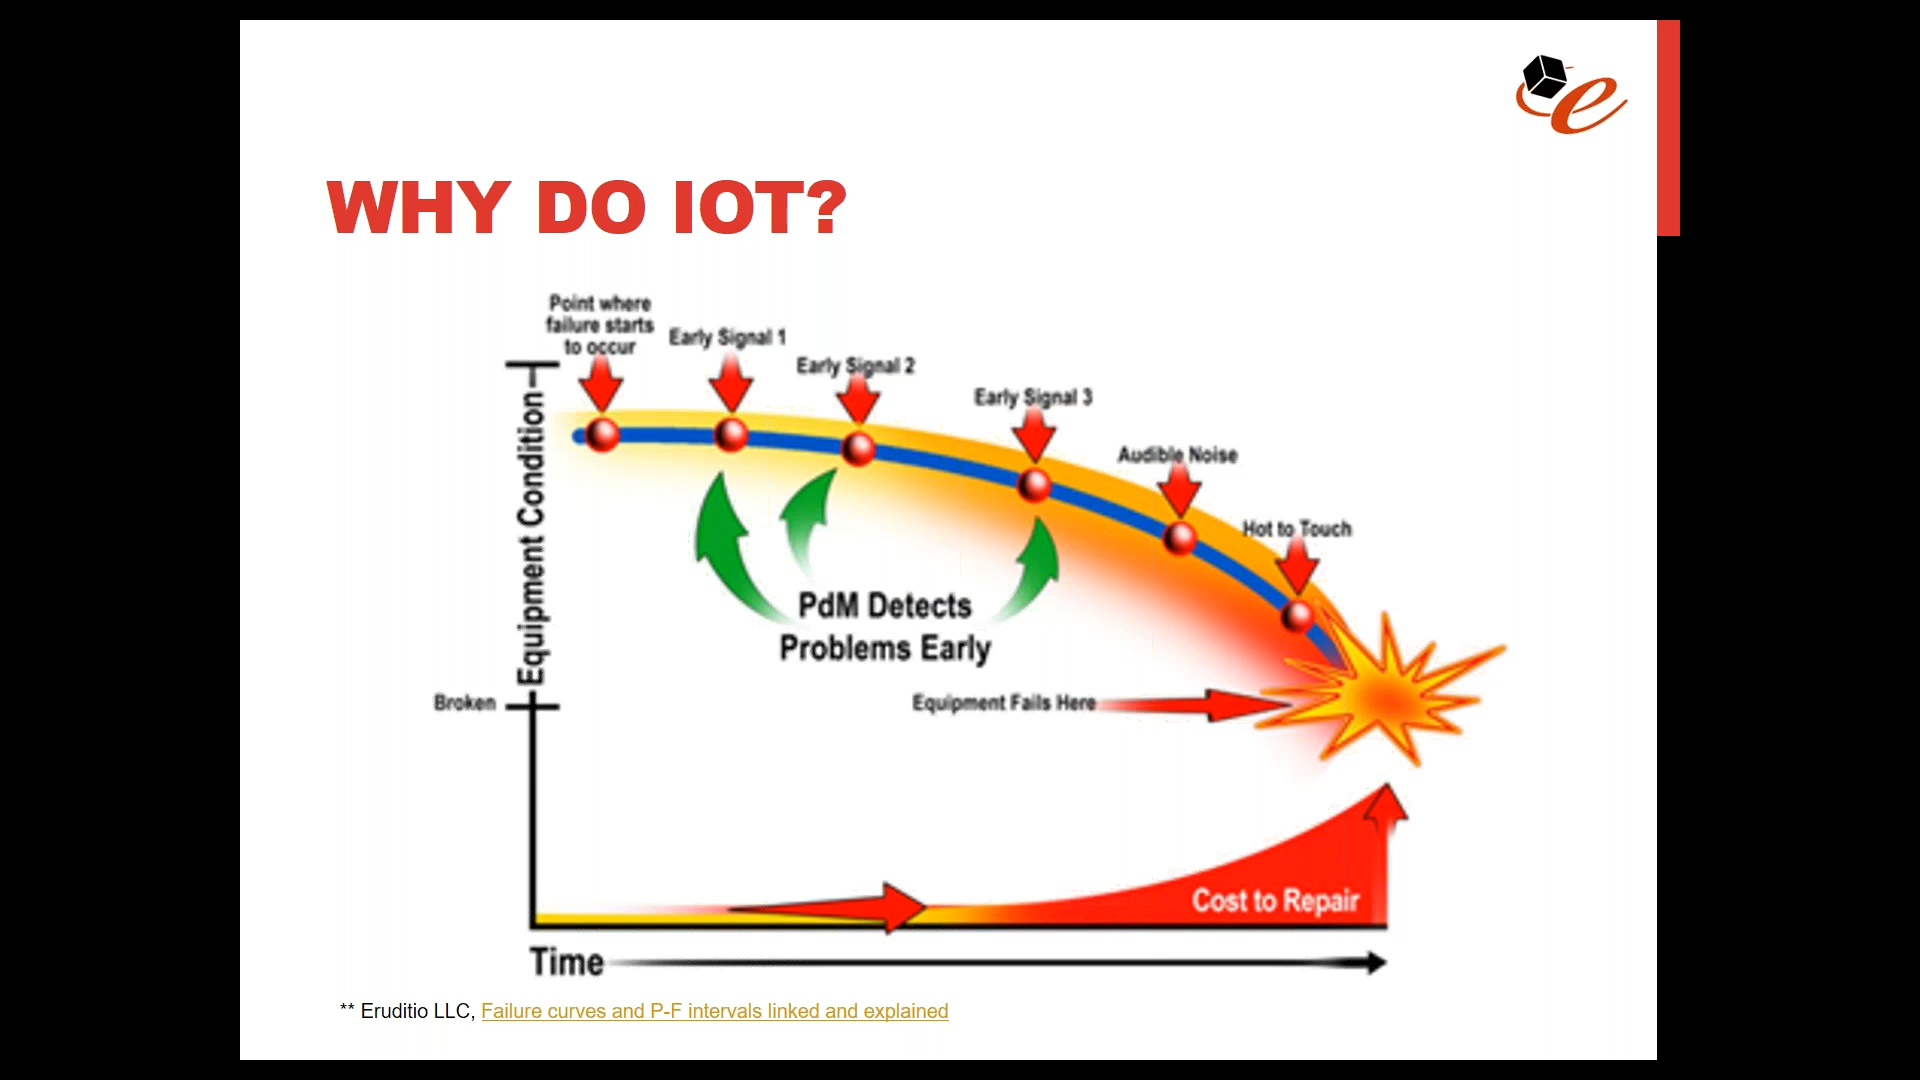 WHY DO IOT?
Point where
failure starts
to occur
Early Signal 1
Early Signal 2
Early Signal 3
Audible Noise
Hot to Touch
Equipment Condition
PdM Detects
Problems Early
Broken
Equipment Fails Here
Cost to Repair
Time
** Eruditio LLC, Failure curves and P-F intervals linked and explained
e